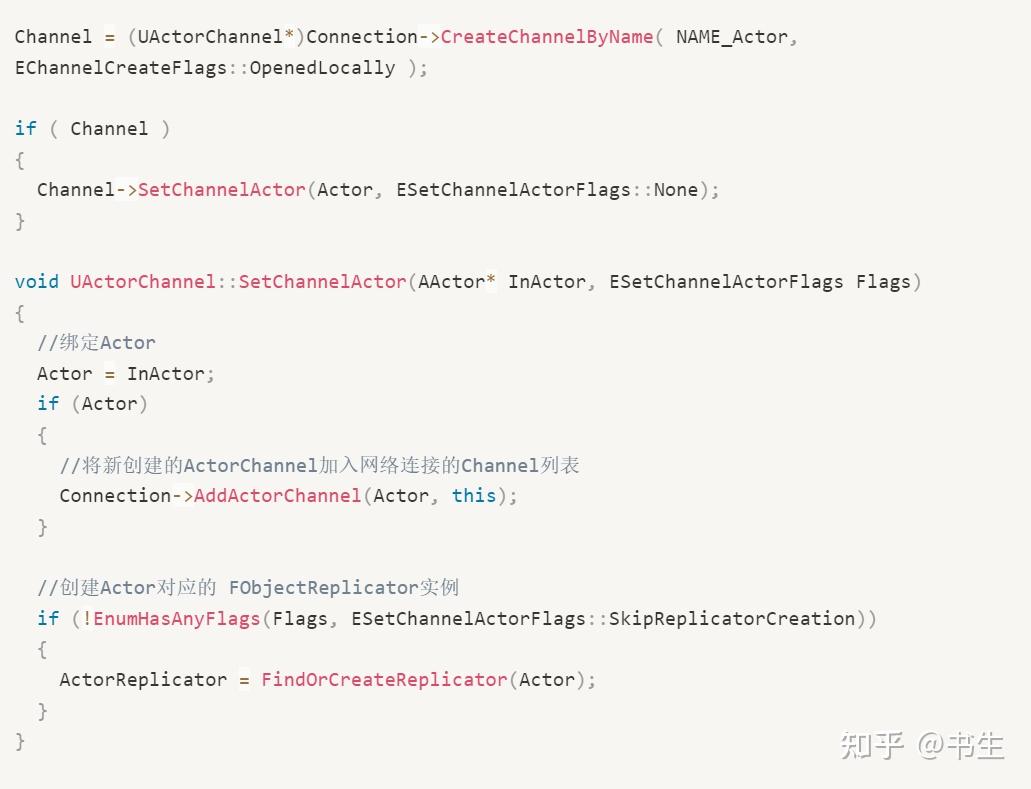 Channel = (UActorChannel*)Connection->CreateChannelByName( NAME_Actor,
EChannelCreateFlags::OpenedLocally );
if ( Channel )
{
  Channel->SetChannelActor(Actor, ESetChannelActorFlags::None);
}
void UActorChannel::SetChannelActor(AActor* InActor, ESetChannelActorFlags Flags)
{
  //绑定Actor
  Actor = InActor;
  if (Actor)
  {
    //将新创建的ActorChannel加入网络连接的Channel列表
    Connection->AddActorChannel(Actor, this);
  }
  //创建Actor对应的 FObjectReplicator实例
  if (!EnumHasAnyFlags(Flags, ESetChannelActorFlags::SkipReplicatorCreation))
  {
    ActorReplicator = FindOrCreateReplicator(Actor);
  }
}
知乎 @书生